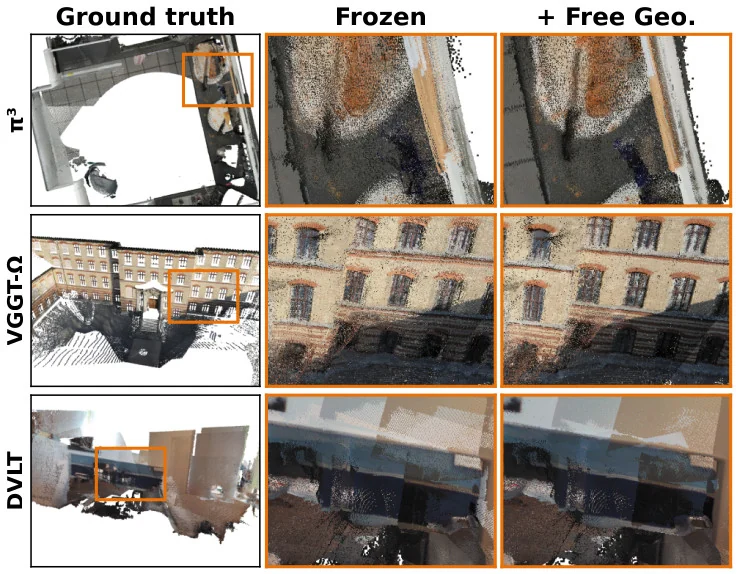 Ground truth
Frozen
+ Free Geo.
π³
VGGT-Ω
DVLT